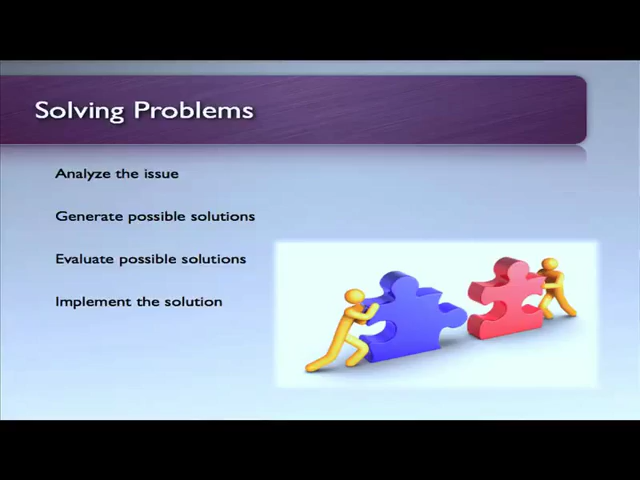 Solving Problems
Analyze the issue
Generate possible solutions
Evaluate possible solutions
Implement the solution